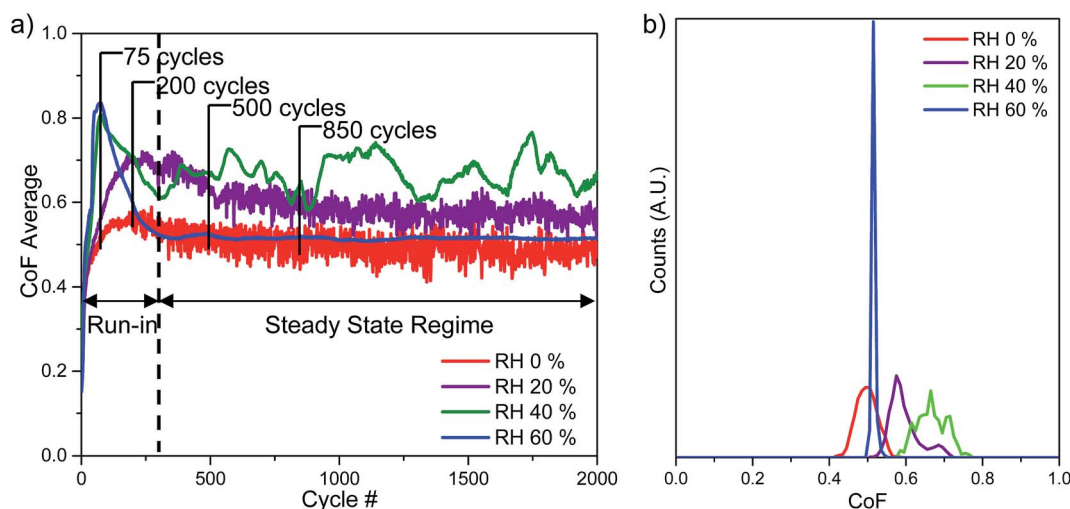 a)
CoF Average
1.0
0.8
0.6
0.4
0.2
0.0
75 cycles
200 cycles
500 cycles
850 cycles
Run-in
Steady State Regime
RH 0 %
RH 20 %
RH 40 %
RH 60 %
0
500
1000
1500
2000
Cycle #
b)
Counts (A.U.)
RH 0 %
RH 20 %
RH 40 %
RH 60 %
0.0
0.2
0.4
0.6
0.8
1.0
CoF